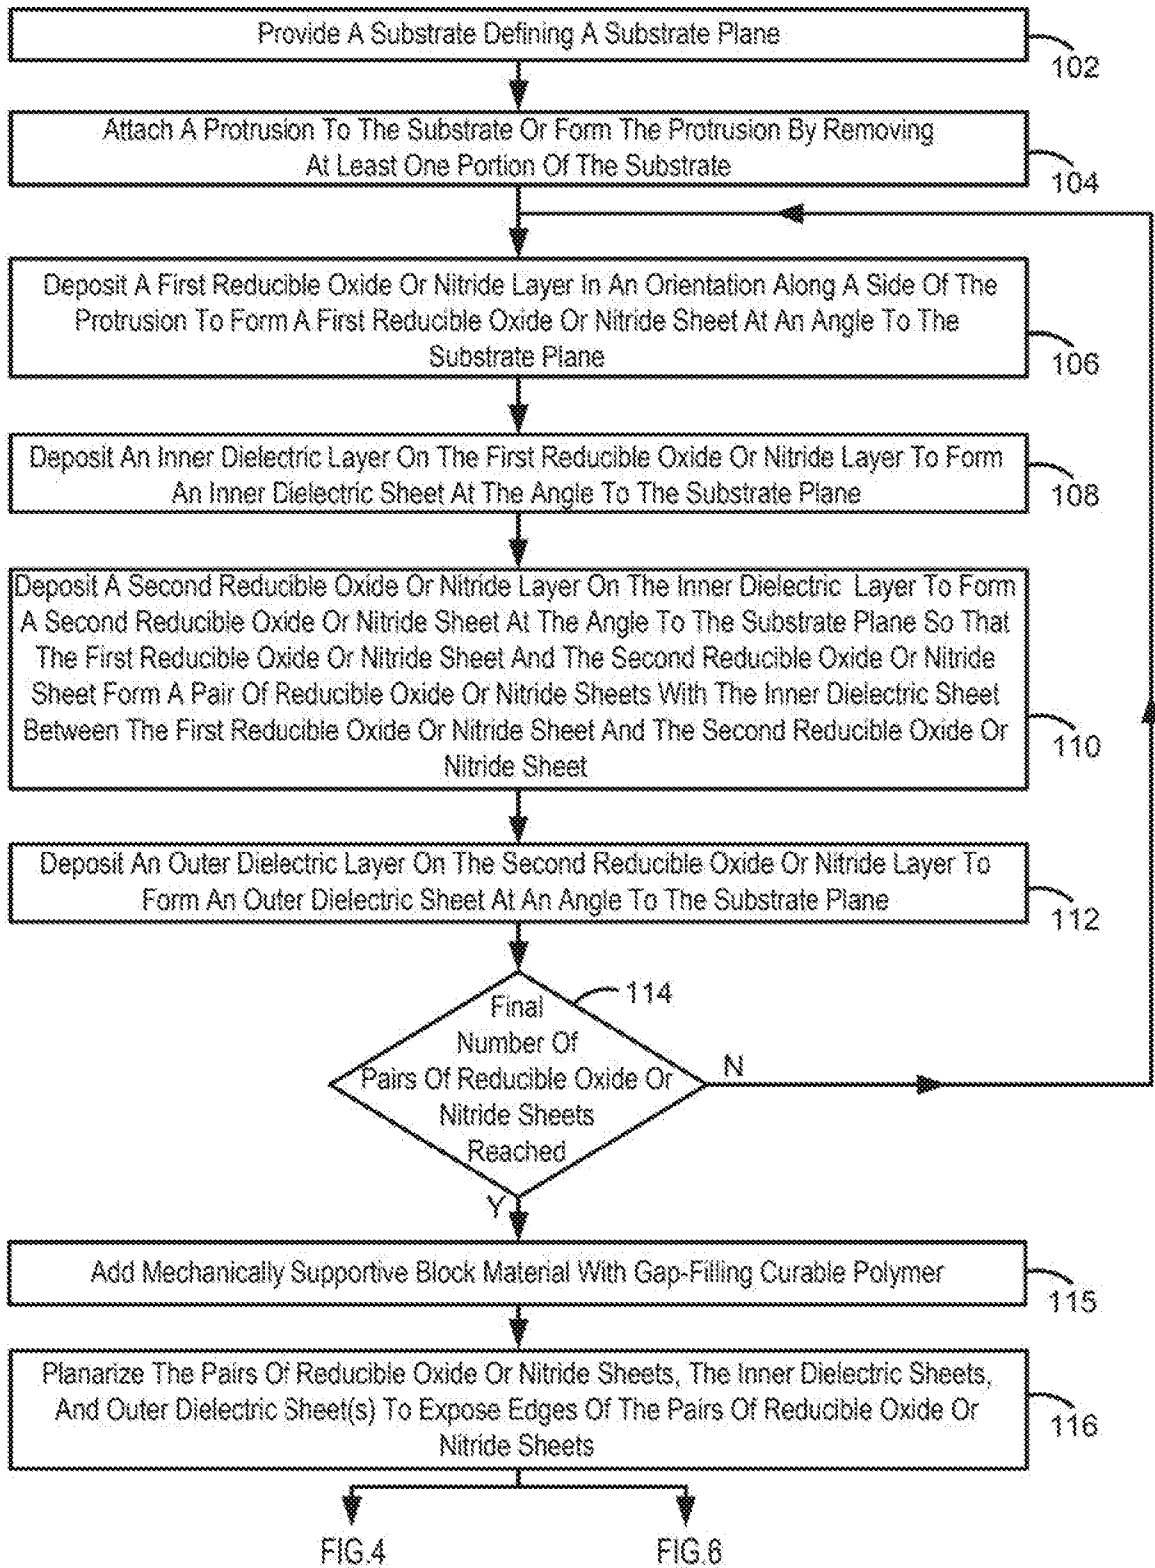 Provide A Substrate Defining A Substrate Plane
102
Attach A Protrusion To The Substrate Or Form The Protrusion By Removing
At Least One Portion Of The Substrate
104
Deposit A First Reducible Oxide Or Nitride Layer In An Orientation Along A Side Of The
Protrusion To Form A First Reducible Oxide Or Nitride Sheet At An Angle To The
Substrate Plane
106
Deposit An Inner Dielectric Layer On The First Reducible Oxide Or Nitride Layer To Form
An Inner Dielectric Sheet At The Angle To The Substrate Plane
108
Deposit A Second Reducible Oxide Or Nitride Layer On The Inner Dielectric Layer To Form
A Second Reducible Oxide Or Nitride Sheet At The Angle To The Substrate Plane So That
The First Reducible Oxide Or Nitride Sheet And The Second Reducible Oxide Or Nitride
Sheet Form A Pair Of Reducible Oxide Or Nitride Sheets With The Inner Dielectric Sheet
Between The First Reducible Oxide Or Nitride Sheet And The Second Reducible Oxide Or
Nitride Sheet
110
Deposit An Outer Dielectric Layer On The Second Reducible Oxide Or Nitride Layer To
Form An Outer Dielectric Sheet At An Angle To The Substrate Plane
112
114
Final
Number Of
Pairs Of Reducible Oxide Or
Nitride Sheets
Reached
N
Y
Add Mechanically Supportive Block Material With Gap-Filling Curable Polymer
115
Planarize The Pairs Of Reducible Oxide Or Nitride Sheets, The Inner Dielectric Sheets,
And Outer Dielectric Sheet(s) To Expose Edges Of The Pairs Of Reducible Oxide Or
Nitride Sheets
116
FIG.4
FIG.6